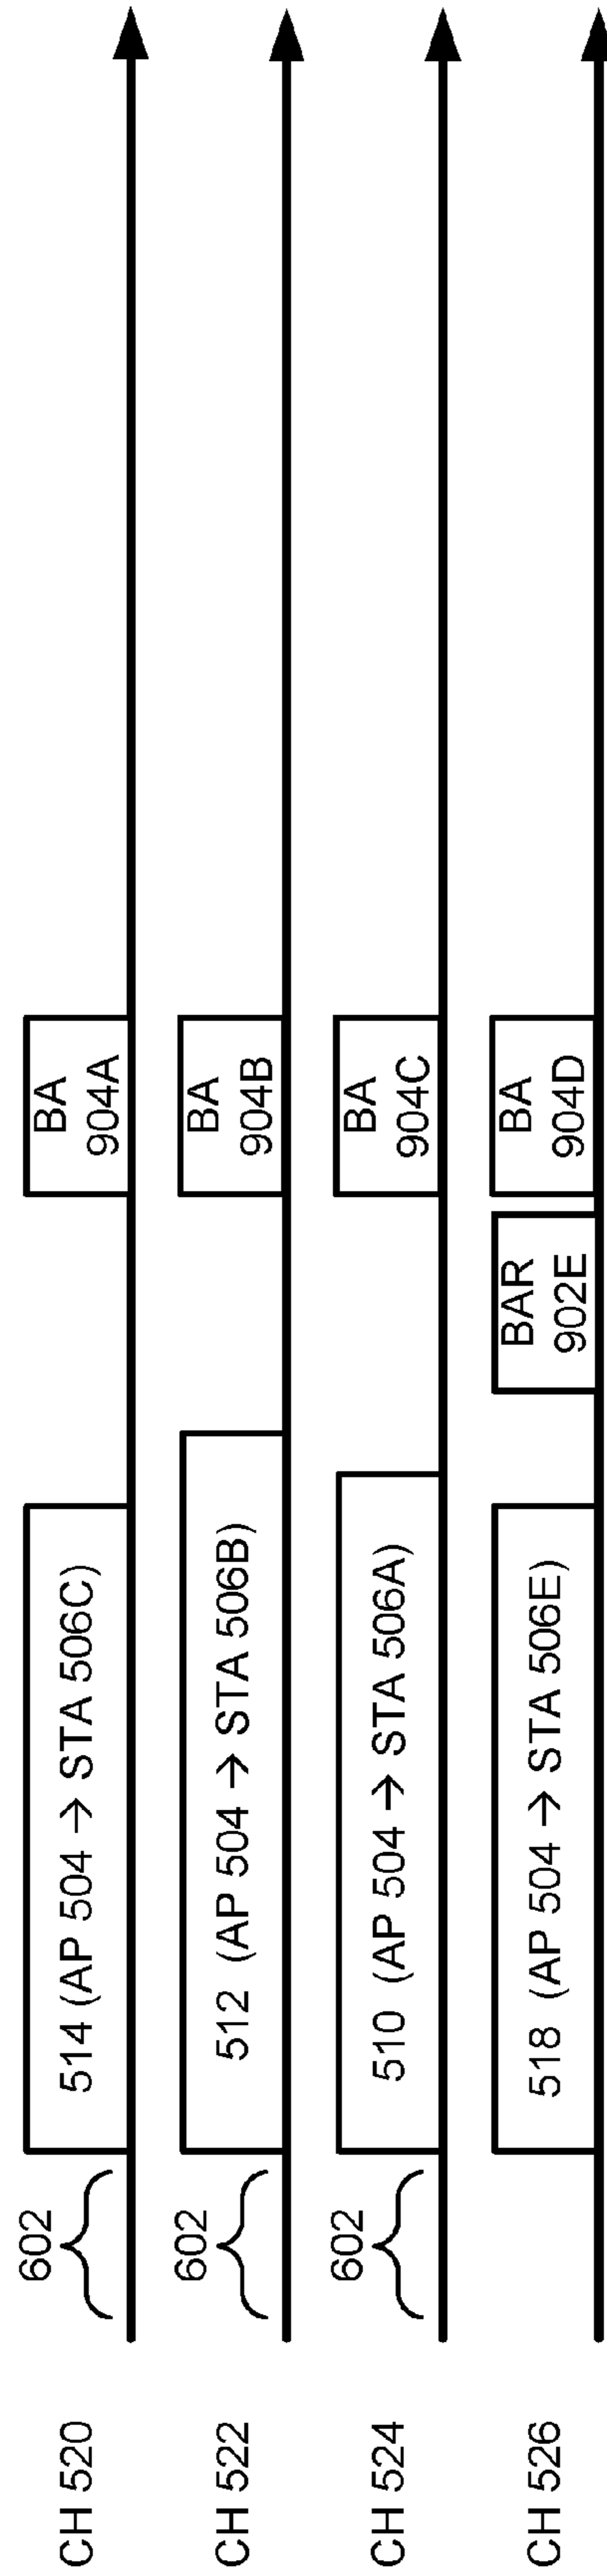 CH 520
602
514 (AP 504 → STA 506C)
BA
904A
CH 522
602
512 (AP 504 → STA 506B)
BA
904B
CH 524
602
510 (AP 504 → STA 506A)
BA
904C
CH 526
518 (AP 504 → STA 506E)
BAR
902E
BA
904D